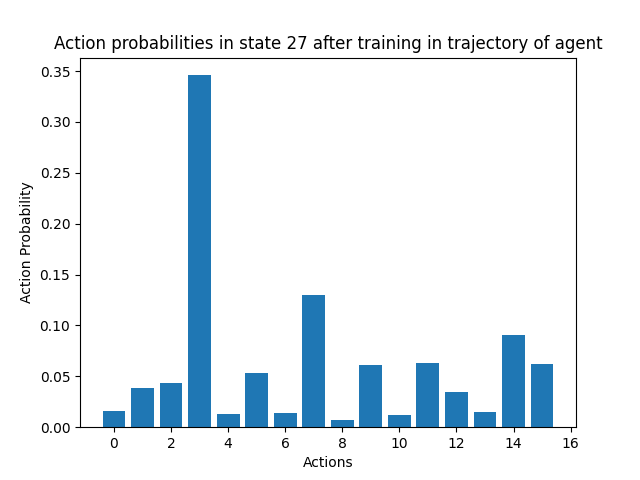 Action probabilities in state 27 after training in trajectory of agent
0.35
0.30
0.25
0.20
0.15
0.10
0.05
0.00
Action Probability
0 2 4 6 8 10 12 14 16
Actions